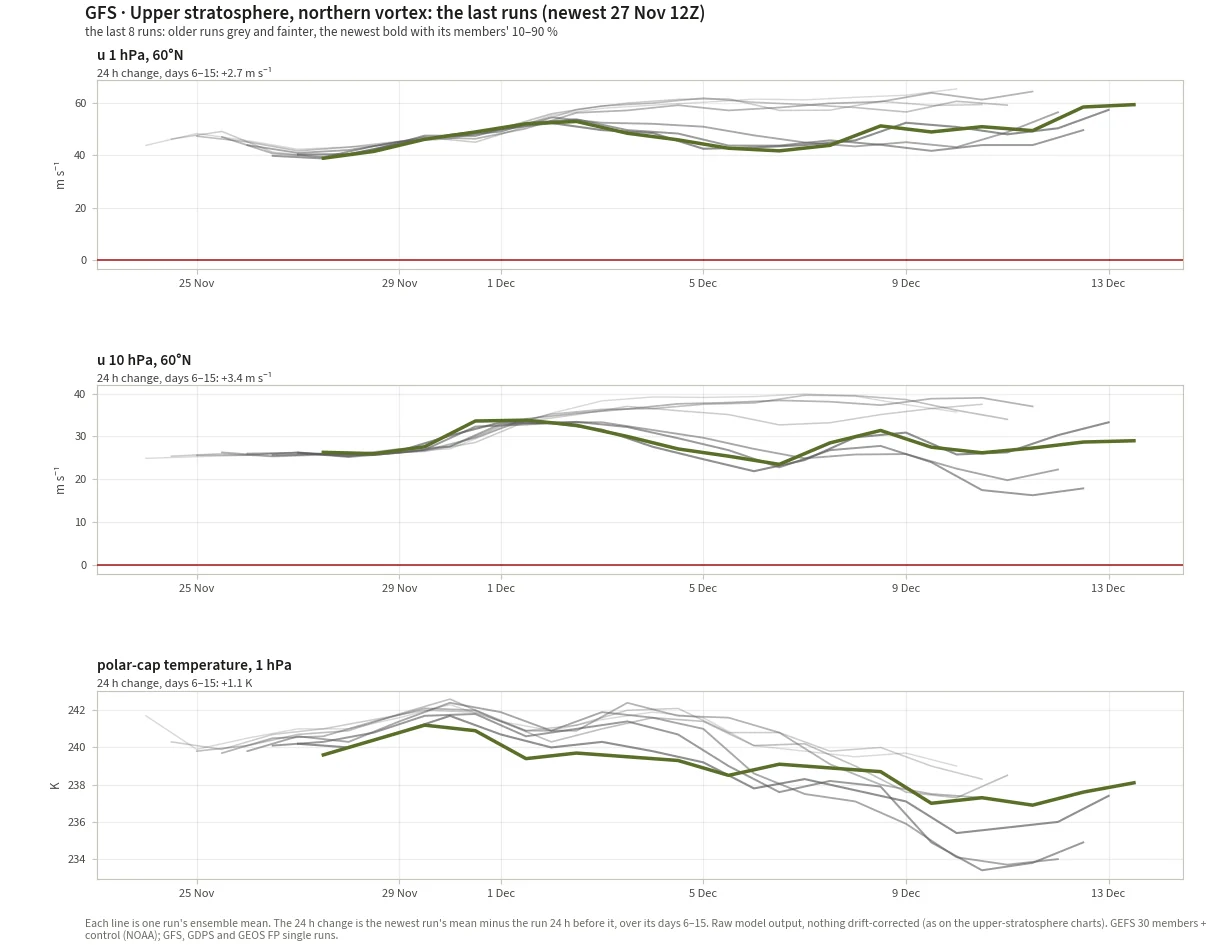 GFS · Upper stratosphere, northern vortex: the last runs (newest 27 Nov 12Z)
the last 8 runs: older runs grey and fainter, the newest bold with its members' 10–90 %
u 1 hPa, 60°N
24 h change, days 6–15: +2.7 m s⁻¹
60
40
20
0
m s⁻¹
25 Nov
29 Nov
1 Dec
5 Dec
9 Dec
13 Dec
u 10 hPa, 60°N
24 h change, days 6–15: +3.4 m s⁻¹
40
30
20
10
0
m s⁻¹
25 Nov
29 Nov
1 Dec
5 Dec
9 Dec
13 Dec
polar-cap temperature, 1 hPa
24 h change, days 6–15: +1.1 K
242
240
238
236
234
K
25 Nov
29 Nov
1 Dec
5 Dec
9 Dec
13 Dec
Each line is one run's ensemble mean. The 24 h change is the newest run's mean minus the run 24 h before it, over its days 6–15. Raw model output, nothing drift-corrected (as on the upper-stratosphere charts). GEFS 30 members +
control (NOAA); GFS, GDPS and GEOS FP single runs.